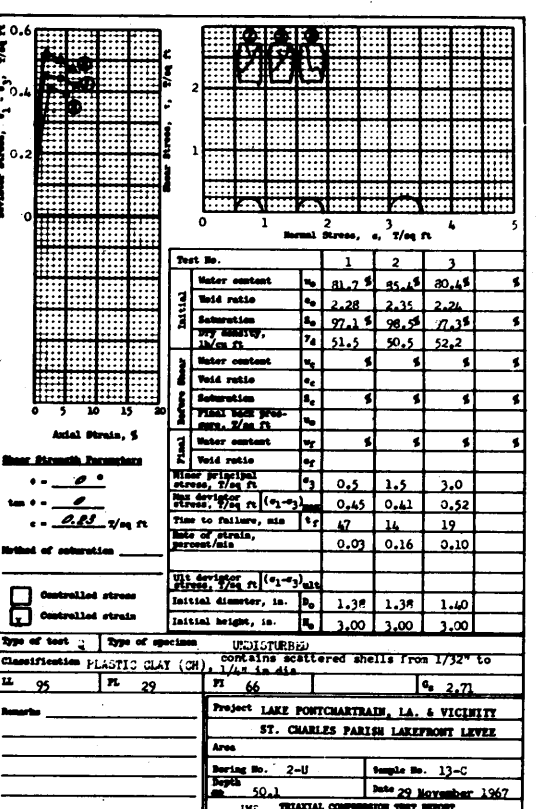 0.6
0.4
0.2
0
0 5 10 15 20
Axial Strain, %
2
1
0 1 2 3 4 5
Normal Stress, σ, T/sq ft
Shear Stress, τ, T/sq ft
Test No. 1 2 3
Initial
Water content w₀ 81.7 % 85.4 % 80.4 % %
Void ratio e₀ 2.28 2.35 2.24
Saturation S₀ 97.1 % 98.5 % 97.3 % %
Dry density, lb/cu ft γd 51.5 50.5 52.2
Before Shear
Water content wc % % % %
Void ratio ec
Saturation Sc % % % %
Final back pressure, T/sq ft u₀
Final
Water content wf % % % %
Void ratio ef
Minor principal stress, T/sq ft σ3 0.5 1.5 3.0
Max deviator stress, T/sq ft (σ1-σ3)max 0.45 0.41 0.52
Time to failure, min tf 47 14 19
Rate of strain, percent/min 0.03 0.16 0.10
Ult deviator stress, T/sq ft (σ1-σ3)ult
Initial diameter, in. D₀ 1.38 1.38 1.40
Initial height, in. H₀ 3.00 3.00 3.00
Shear Strength Parameters
φ = 0 °
tan φ = 0
c = 0.23 T/sq ft
Method of saturation
Controlled stress
x Controlled strain
Type of test Q Type of specimen UNDISTURBED
Classification PLASTIC CLAY (CH), contains scattered shells from 1/32" to
1/4" in dia
LL 95 PL 29 PI 66 Gs 2.71
Remarks
Project LAKE PONTCHARTRAIN, LA. & VICINITY
ST. CHARLES PARISH LAKEFRONT LEVEE
Area
Boring No. 2-U Sample No. 13-C
Depth 50.1 Date 29 November 1967
TRIAXIAL COMPRESSION TEST REPORT